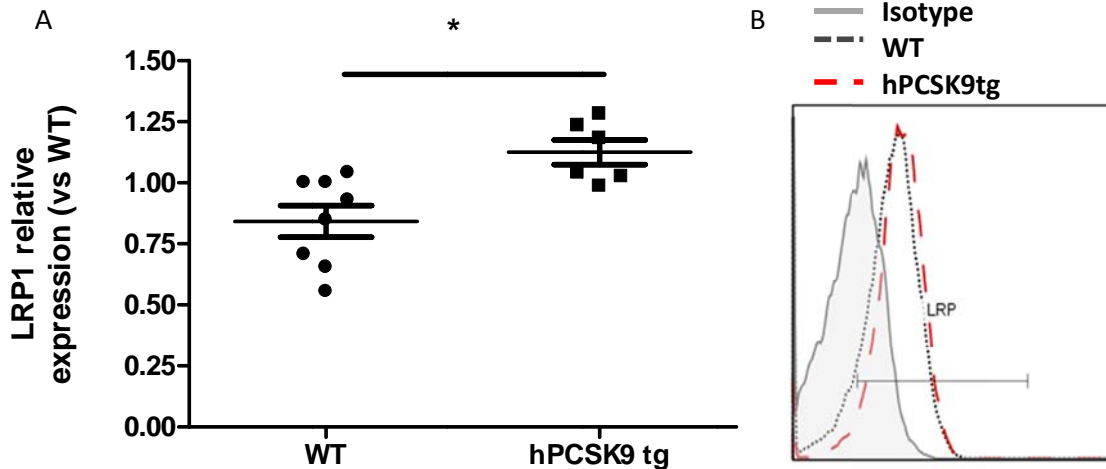 A
*
LRP1 relative
expression (vs WT)
1.50
1.25
1.00
0.75
0.50
0.25
0.00
WT
hPCSK9 tg
B
Isotype
WT
hPCSK9tg
LRP